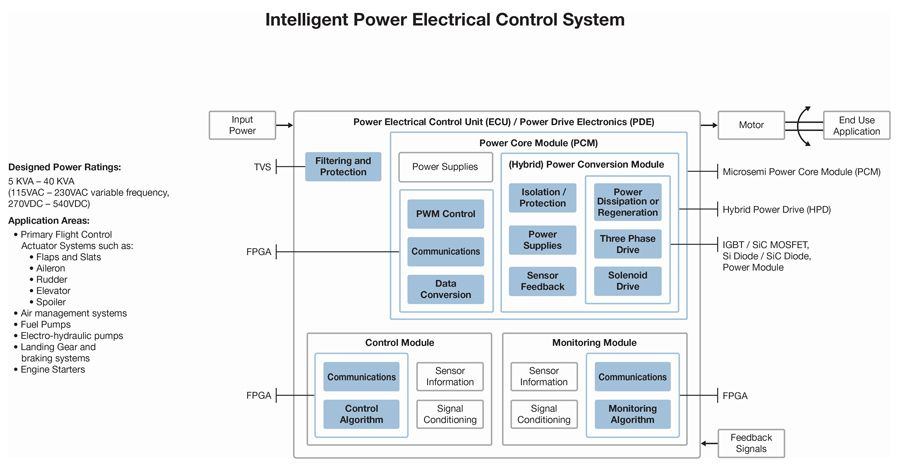 Intelligent Power Electrical Control System
Input
Power
Power Electrical Control Unit (ECU) / Power Drive Electronics (PDE)
Motor
End Use
Application
Designed Power Ratings:
5 KVA – 40 KVA
(115VAC – 230VAC variable frequency,
270VDC – 540VDC)
Application Areas:
• Primary Flight Control
Actuator Systems such as:
• Flaps and Slats
• Aileron
• Rudder
• Elevator
• Spoiler
• Air management systems
• Fuel Pumps
• Electro-hydraulic pumps
• Landing Gear and
braking systems
• Engine Starters
TVS
Filtering and
Protection
Power Core Module (PCM)
Power Supplies
PWM Control
Communications
Data
Conversion
FPGA
(Hybrid) Power Conversion Module
Isolation /
Protection
Power
Supplies
Sensor
Feedback
Power
Dissipation or
Regeneration
Three Phase
Drive
Solenoid
Drive
Microsemi Power Core Module (PCM)
Hybrid Power Drive (HPD)
IGBT / SiC MOSFET,
Si Diode / SiC Diode,
Power Module
Control Module
FPGA
Communications
Control
Algorithm
Sensor
Information
Signal
Conditioning
Monitoring Module
Sensor
Information
Signal
Conditioning
Communications
Monitoring
Algorithm
FPGA
Feedback
Signals